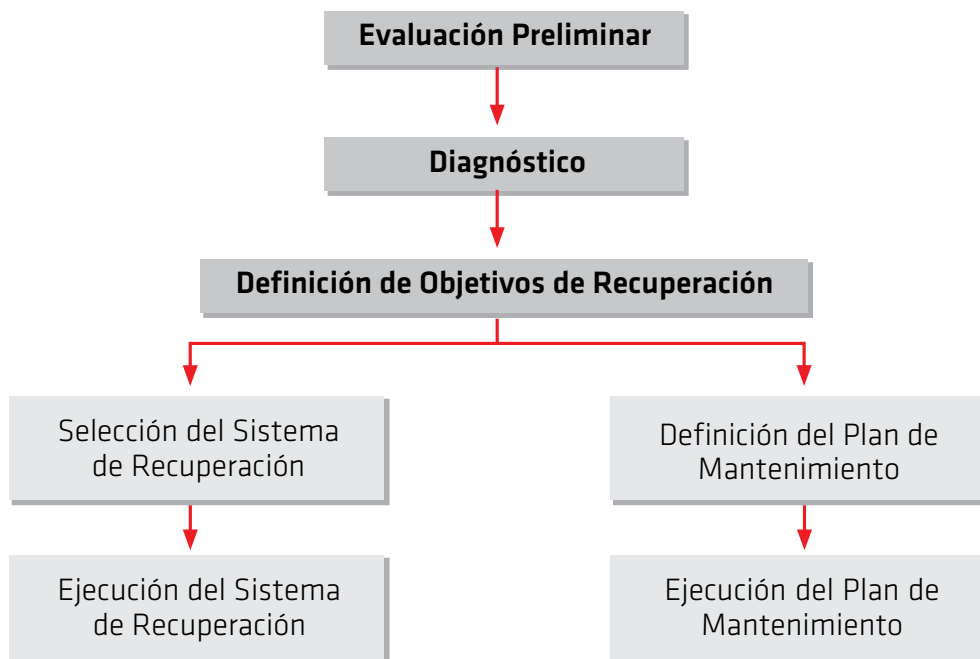 Evaluación Preliminar
Diagnóstico
Definición de Objetivos de Recuperación
Selección del Sistema
de Recuperación
Definición del Plan de
Mantenimiento
Ejecución del Sistema
de Recuperación
Ejecución del Plan de
Mantenimiento